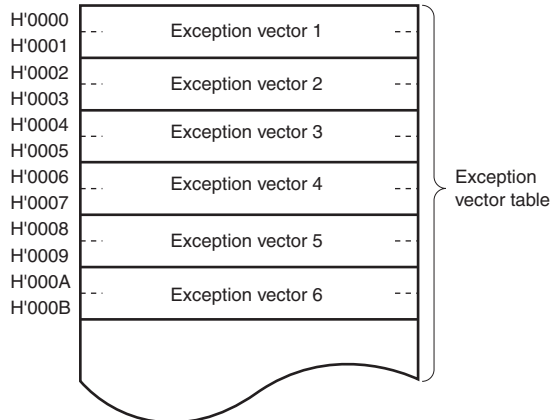 H'0000
H'0001
Exception vector 1
H'0002
H'0003
Exception vector 2
H'0004
H'0005
Exception vector 3
H'0006
H'0007
Exception vector 4
H'0008
H'0009
Exception vector 5
H'000A
H'000B
Exception vector 6
Exception
vector table